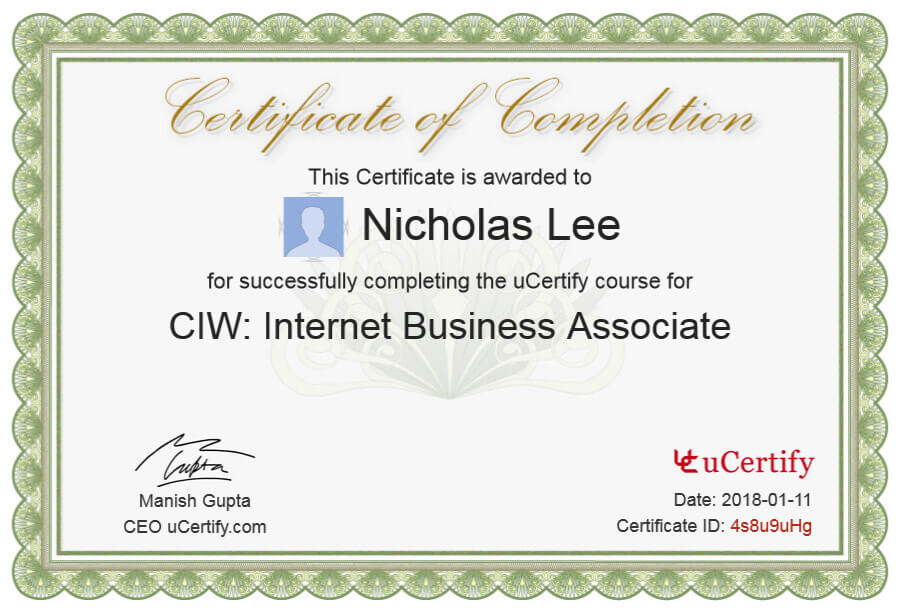 Certificate of Completion
This Certificate is awarded to
Nicholas Lee
for successfully completing the uCertify course for
CIW: Internet Business Associate
Gupta
Manish Gupta
CEO uCertify.com
uCertify
Date: 2018-01-11
Certificate ID: 4s8u9uHg